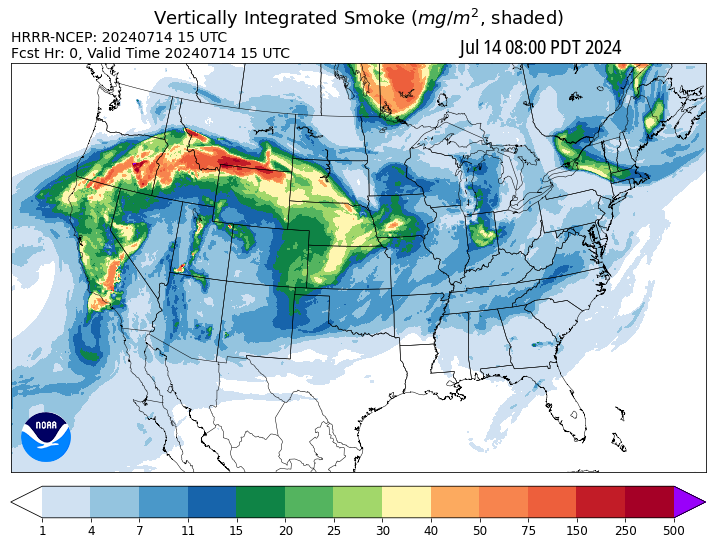 Vertically Integrated Smoke (mg/m², shaded)
HRRR-NCEP: 20240714 15 UTC
Fcst Hr: 0, Valid Time 20240714 15 UTC
Jul 14 08:00 PDT 2024
NOAA
1 4 7 11 15 20 25 30 40 50 75 150 250 500